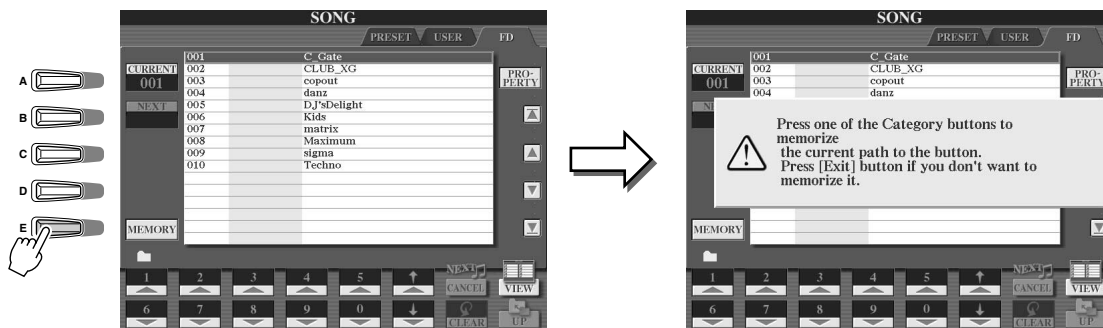 SONG
PRESET USER FD
A
B
C
D
E
CURRENT
001
NEXT
MEMORY
001 C_Gate
002 CLUB_XG
003 copout
004 danz
005 D.J'sDelight
006 Kids
007 matrix
008 Maximum
009 sigma
010 Techno
PRO-
PERTY
1 2 3 4 5 NEXT
CANCEL VIEW
6 7 8 9 0 CLEAR UP
SONG
PRESET USER FD
CURRENT
001
MEMORY
001 C_Gate
002 CLUB_XG
003 copout
004 danz
PRO-
PERTY
Press one of the Category buttons to
memorize
the current path to the button.
Press [Exit] button if you don't want to
memorize it.
1 2 3 4 5 NEXT
CANCEL VIEW
6 7 8 9 0 CLEAR UP